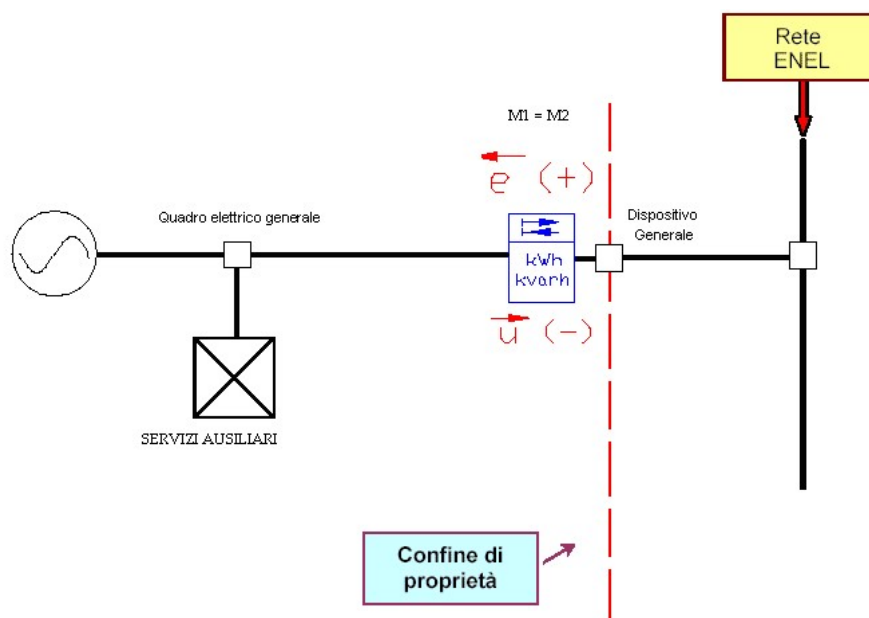 Rete
ENEL
M1 = M2
e (+)
Quadro elettrico generale
Dispositivo
Generale
kWh
kvarh
u (-)
SERVIZI AUSILIARI
Confine di
proprietà